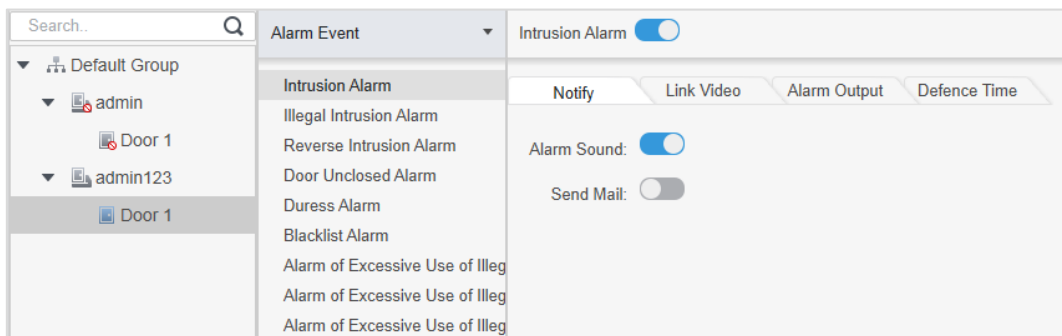 Search..
Default Group
admin
Door 1
admin123
Door 1
Alarm Event
Intrusion Alarm
Illegal Intrusion Alarm
Reverse Intrusion Alarm
Door Unclosed Alarm
Duress Alarm
Blacklist Alarm
Alarm of Excessive Use of Illeg
Alarm of Excessive Use of Illeg
Alarm of Excessive Use of Illeg
Intrusion Alarm
Notify Link Video Alarm Output Defence Time
Alarm Sound:
Send Mail: